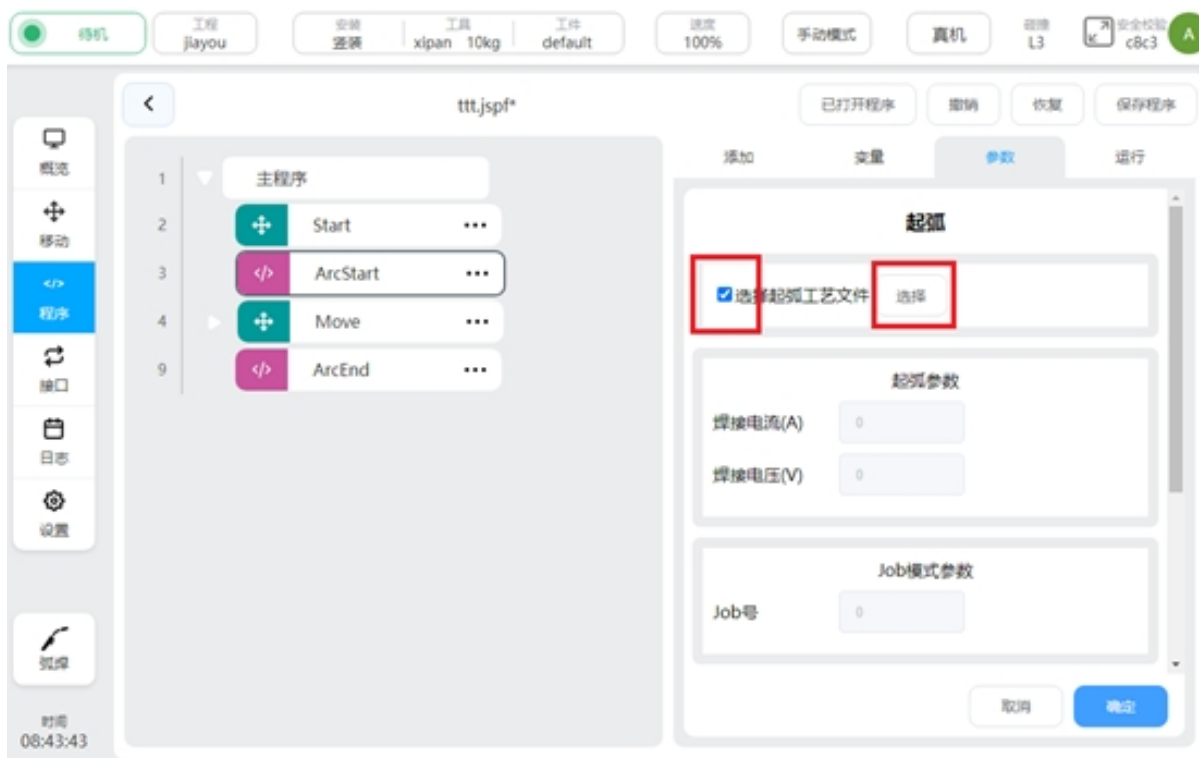 待机
工程
jiayou
安装
竖装
工具
xipan 10kg
工件
default
速度
100%
手动模式
真机
碰撞
L3
安全校验
c8c3
A
ttt.jspf*
已打开程序
撤销
恢复
保存程序
概览
移动
</>
程序
接口
日志
设置
弧焊
时间
08:43:43
1 主程序
2 Start •••
3 </> ArcStart •••
4 Move •••
9 </> ArcEnd •••
添加
变量
参数
运行
起弧
选择起弧工艺文件 选择
起弧参数
焊接电流(A) 0
焊接电压(V) 0
Job模式参数
Job号 0
取消
确定